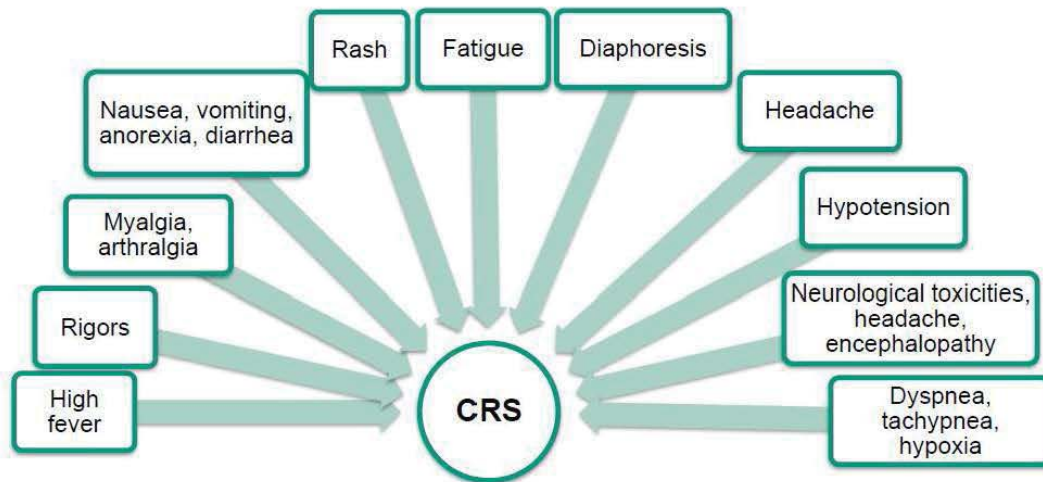 Rash
Fatigue
Diaphoresis
Nausea, vomiting,
anorexia, diarrhea
Headache
Myalgia,
arthralgia
Hypotension
Rigors
Neurological toxicities,
headache,
encephalopathy
High
fever
CRS
Dyspnea,
tachypnea,
hypoxia